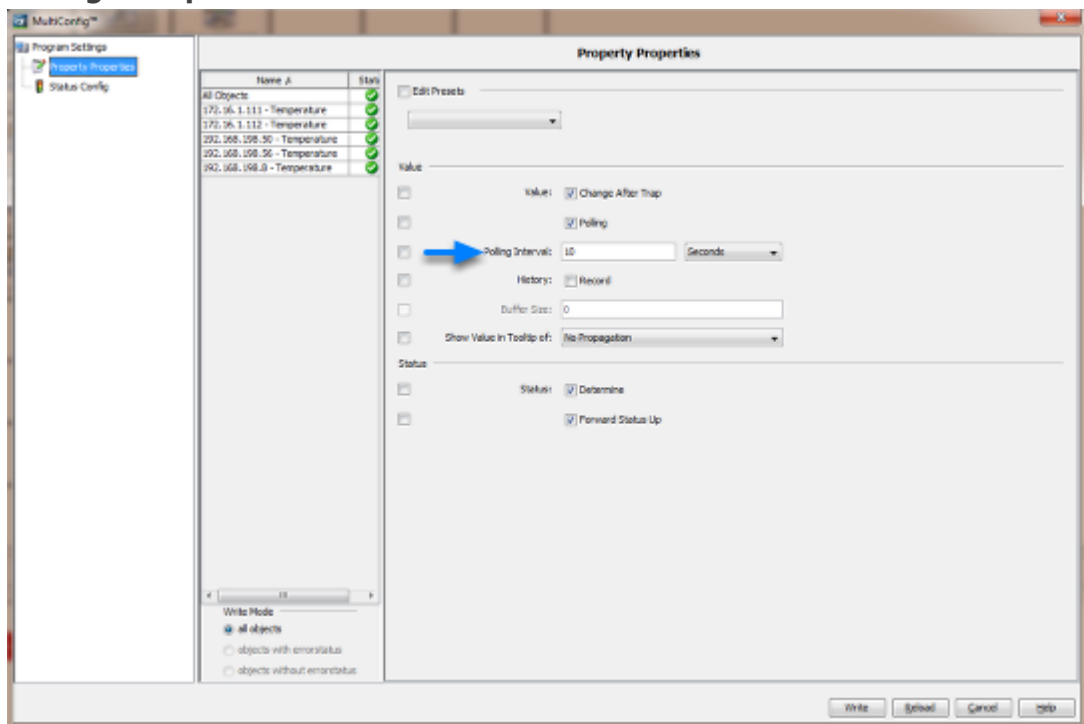 MultiConfig™
Program Settings
Property Properties
Status Config
Property Properties
Name Stati
All Objects
172.16.1.111 - Temperature
172.16.1.112 - Temperature
192.168.198.50 - Temperature
192.168.198.56 - Temperature
192.168.198.8 - Temperature
Edit Presets
Value
Value: Change After Trap
Polling
Polling Interval: 10 Seconds
History: Record
Buffer Size: 0
Show Value in Tooltip of: No Propagation
Status
Status: Determine
Forward Status Up
Write Mode
all objects
objects with errorstatus
objects without errorstatus
Write Reload Cancel Help